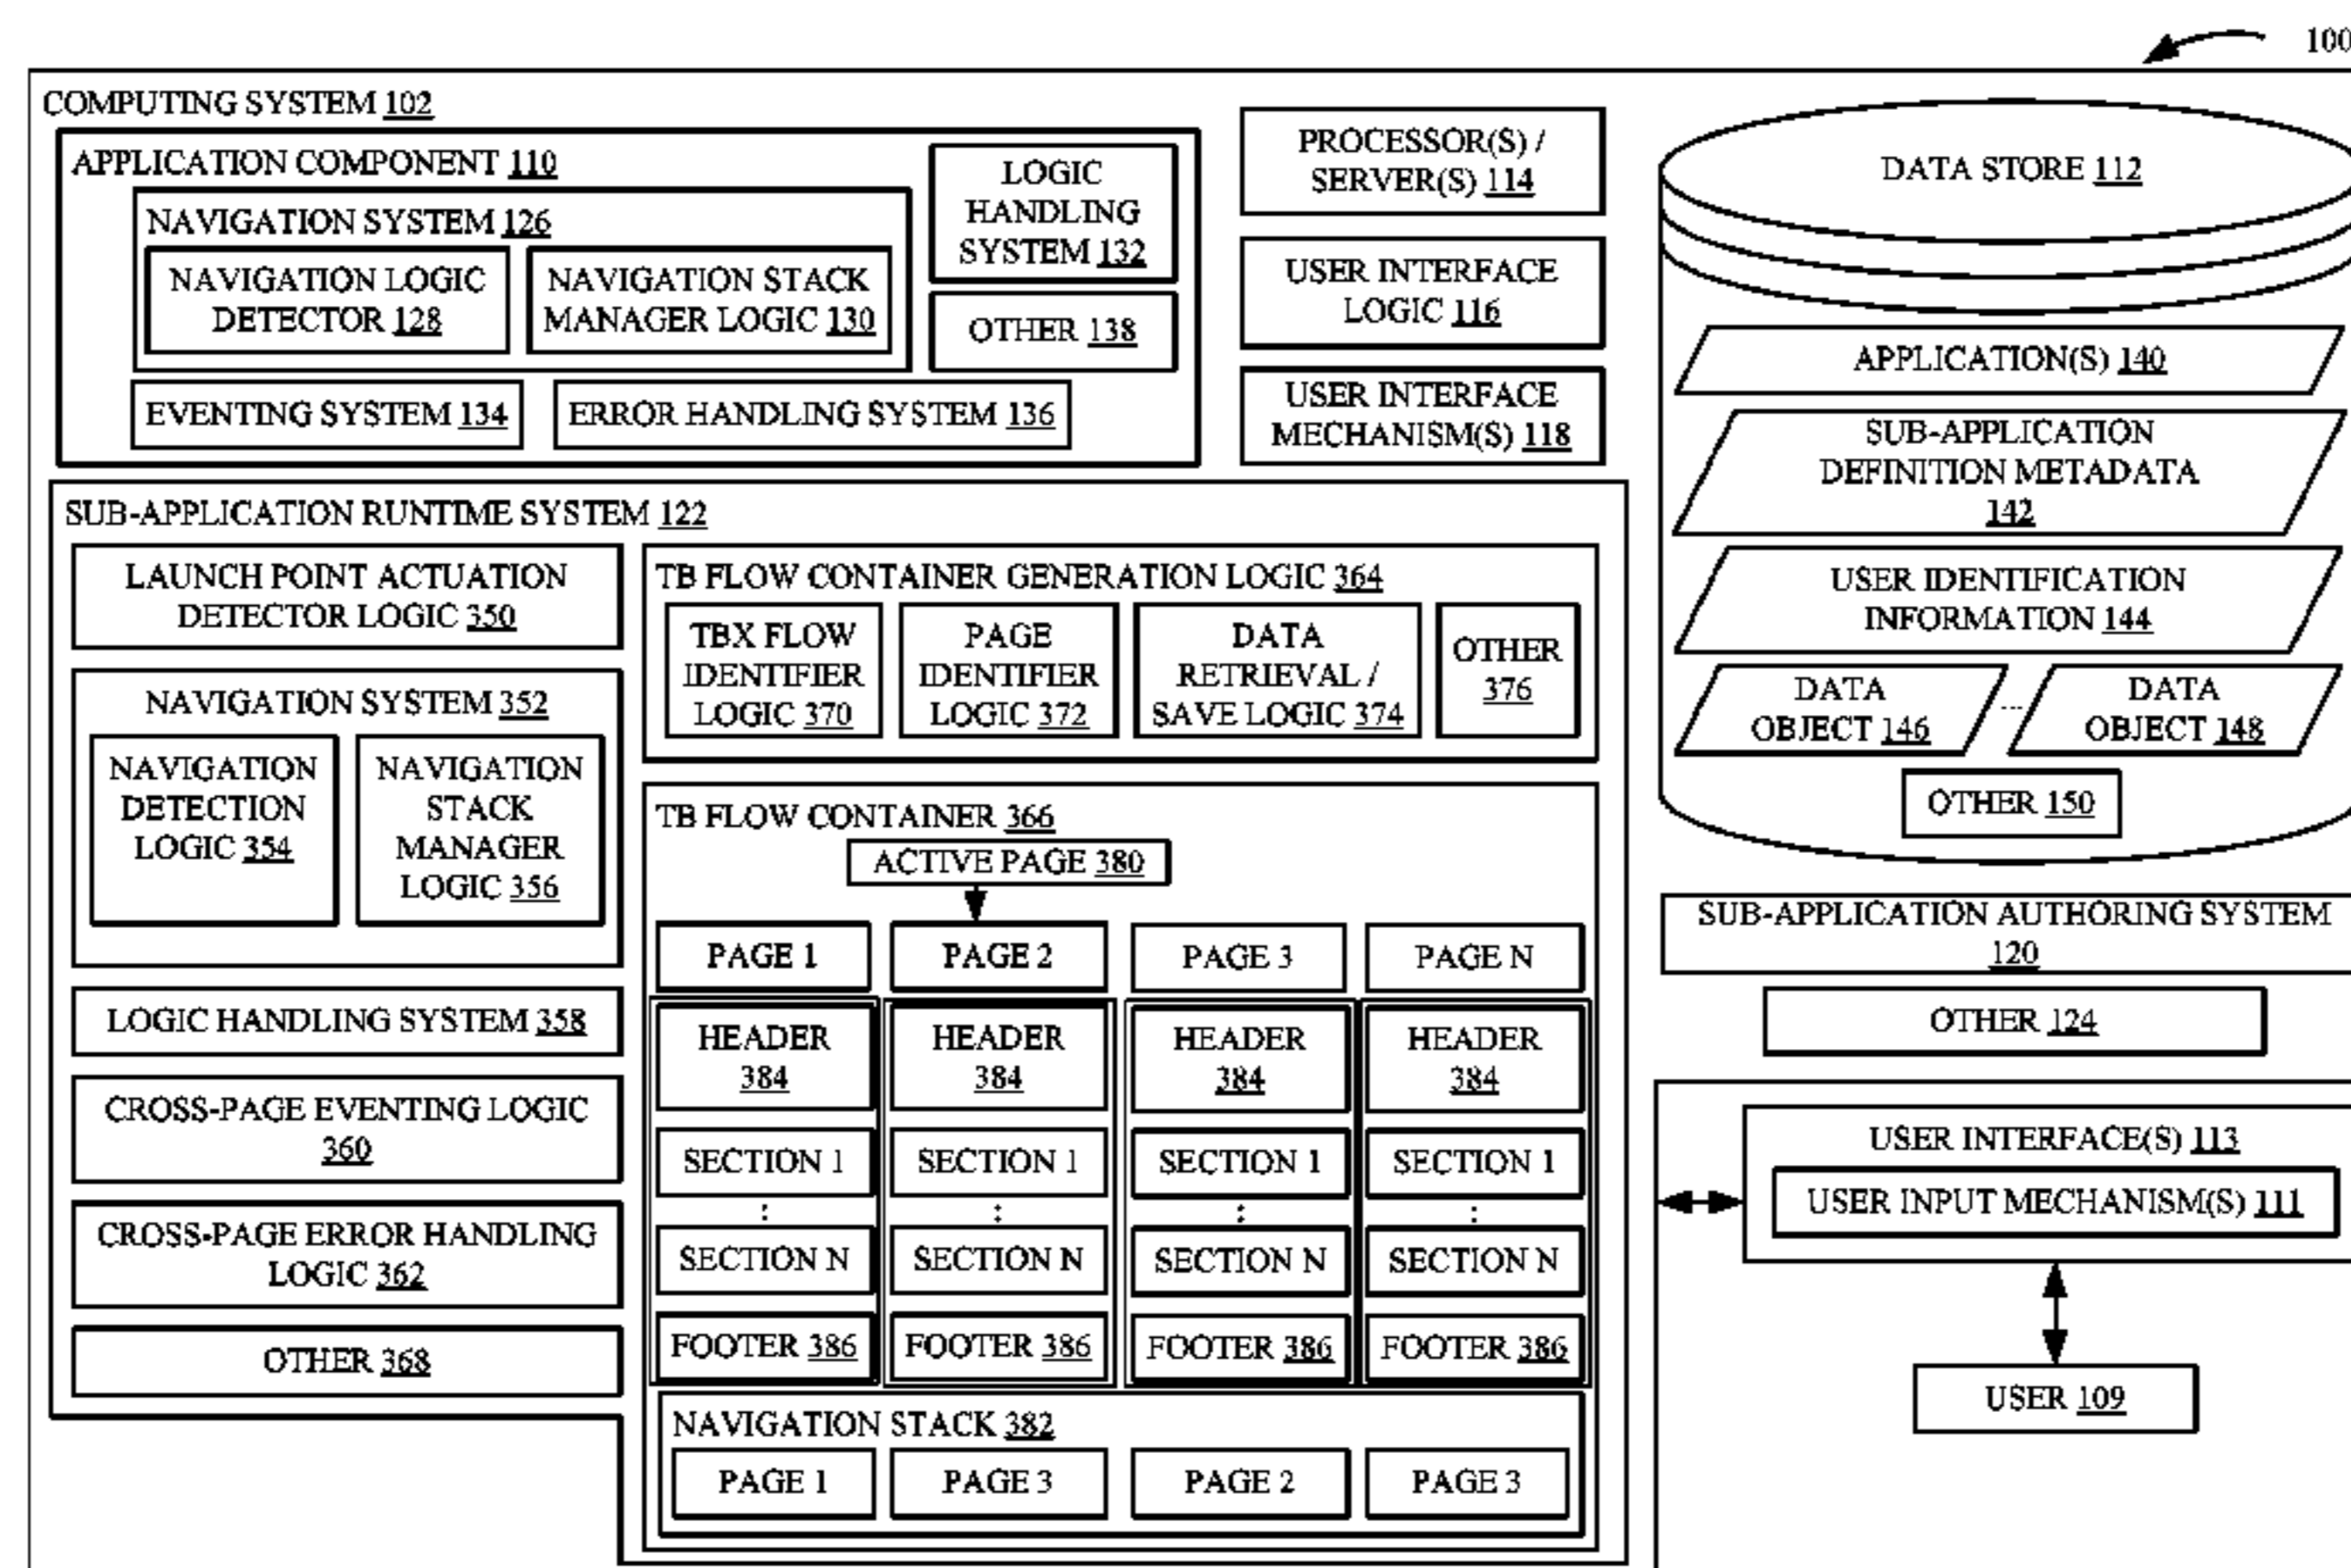 100
COMPUTING SYSTEM 102
APPLICATION COMPONENT 110
NAVIGATION SYSTEM 126
NAVIGATION LOGIC
DETECTOR 128
NAVIGATION STACK
MANAGER LOGIC 130
LOGIC
HANDLING
SYSTEM 132
OTHER 138
EVENTING SYSTEM 134
ERROR HANDLING SYSTEM 136
PROCESSOR(S) /
SERVER(S) 114
USER INTERFACE
LOGIC 116
USER INTERFACE
MECHANISM(S) 118
DATA STORE 112
APPLICATION(S) 140
SUB-APPLICATION
DEFINITION METADATA
142
USER IDENTIFICATION
INFORMATION 144
DATA
OBJECT 146
...
DATA
OBJECT 148
OTHER 150
SUB-APPLICATION RUNTIME SYSTEM 122
LAUNCH POINT ACTUATION
DETECTOR LOGIC 350
NAVIGATION SYSTEM 352
NAVIGATION
DETECTION
LOGIC 354
NAVIGATION
STACK
MANAGER
LOGIC 356
LOGIC HANDLING SYSTEM 358
CROSS-PAGE EVENTING LOGIC
360
CROSS-PAGE ERROR HANDLING
LOGIC 362
OTHER 368
TB FLOW CONTAINER GENERATION LOGIC 364
TBX FLOW
IDENTIFIER
LOGIC 370
PAGE
IDENTIFIER
LOGIC 372
DATA
RETRIEVAL /
SAVE LOGIC 374
OTHER
376
TB FLOW CONTAINER 366
ACTIVE PAGE 380
PAGE 1
PAGE 2
PAGE 3
PAGE N
HEADER
384
HEADER
384
HEADER
384
HEADER
384
SECTION 1
SECTION 1
SECTION 1
SECTION 1
:
:
:
:
SECTION N
SECTION N
SECTION N
SECTION N
FOOTER 386
FOOTER 386
FOOTER 386
FOOTER 386
NAVIGATION STACK 382
PAGE 1
PAGE 3
PAGE 2
PAGE 3
SUB-APPLICATION AUTHORING SYSTEM
120
OTHER 124
USER INTERFACE(S) 113
USER INPUT MECHANISM(S) 111
USER 109